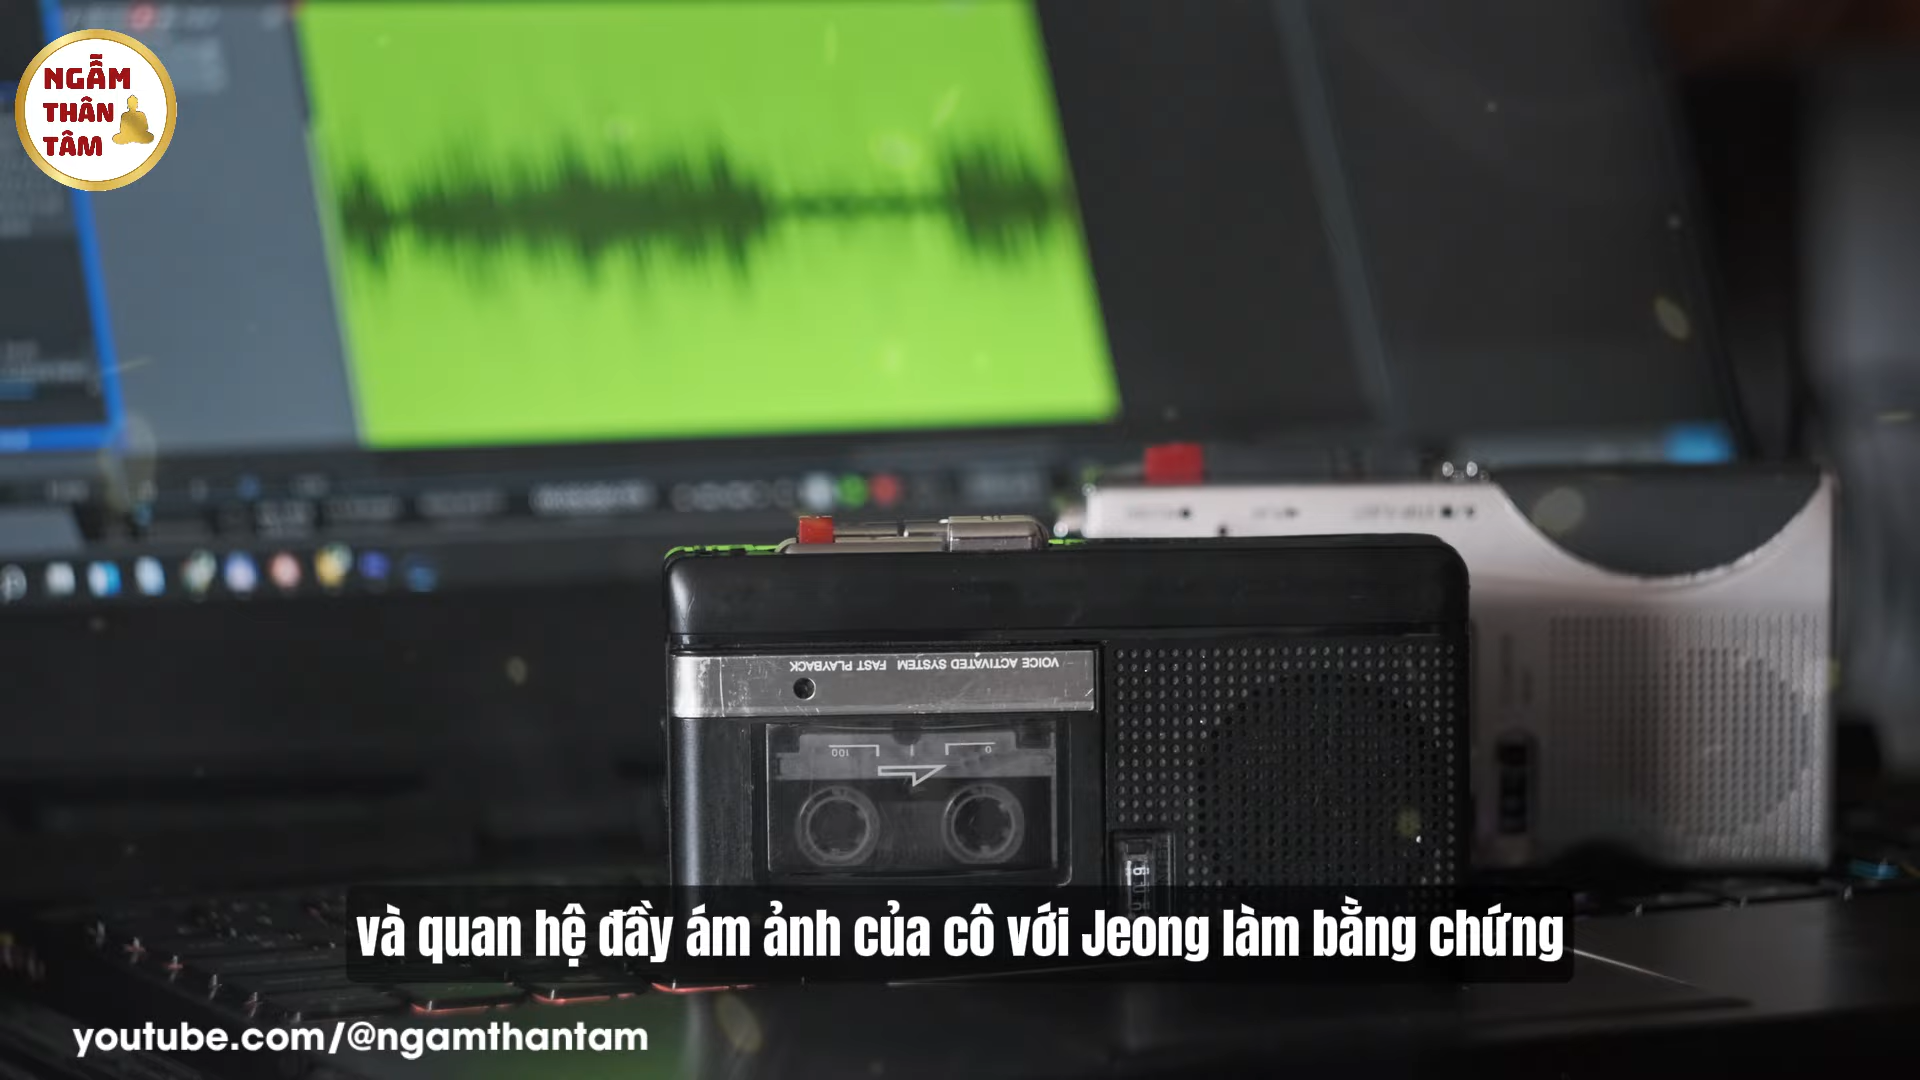 NGẪM
THÂN
TÂM
VOICE ACTIVATED SYSTEM FAST PLAYBACK
100
0
và quan hệ đầy ám ảnh của cô với Jeong làm bằng chứng
youtube.com/@ngamthantam